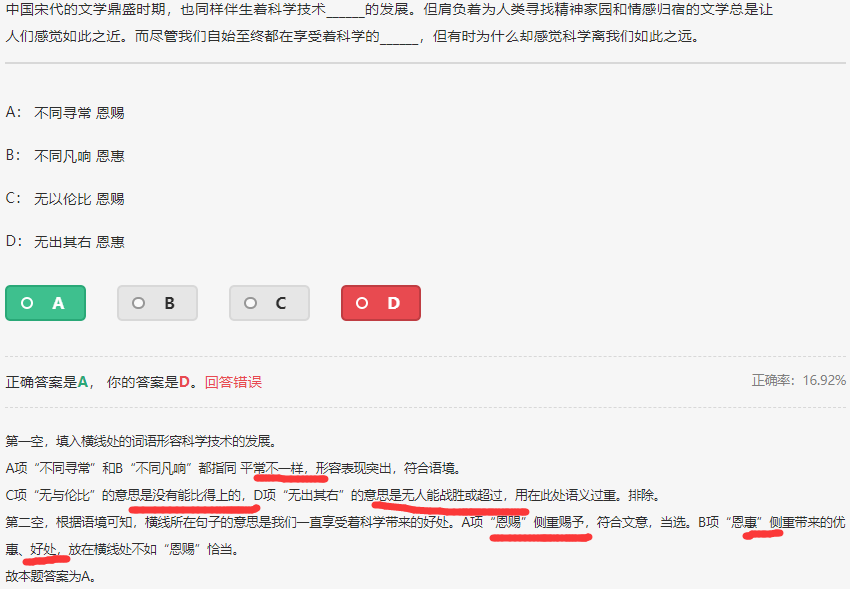 中国宋代的文学鼎盛时期，也同样伴生着科学技术______的发展。但肩负着为人类寻找精神家园和情感归宿的文学总是让
人们感觉如此之近。而尽管我们自始至终都在享受着科学的______，但有时为什么却感觉科学离我们如此之远。
A： 不同寻常 恩赐
B： 不同凡响 恩惠
C： 无以伦比 恩赐
D： 无出其右 恩惠
A B C D
正确答案是A， 你的答案是D。回答错误 正确率：16.92%
第一空，填入横线处的词语形容科学技术的发展。
A项“不同寻常”和B“不同凡响”都指同 平常不一样，形容表现突出，符合语境。
C项“无与伦比”的意思是没有能比得上的，D项“无出其右”的意思是无人能战胜或超过，用在此处语义过重。排除。
第二空，根据语境可知，横线所在句子的意思是我们一直享受着科学带来的好处。A项“恩赐”侧重赐予，符合文意，当选。B项“恩惠”侧重带来的优
惠、好处，放在横线处不如“恩赐”恰当。
故本题答案为A。